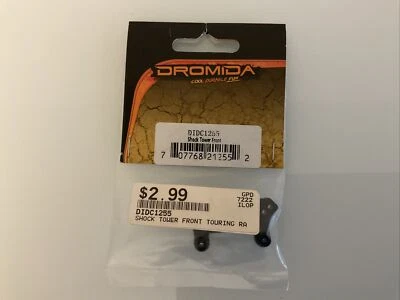 DROMIDA
COOL DURABLE FUN
DIDC1255
Shock Tower Front
7 07768 21255 2
$2.99
GPD
7222
ILOP
DIDC1255
SHOCK TOWER FRONT TOURING RA